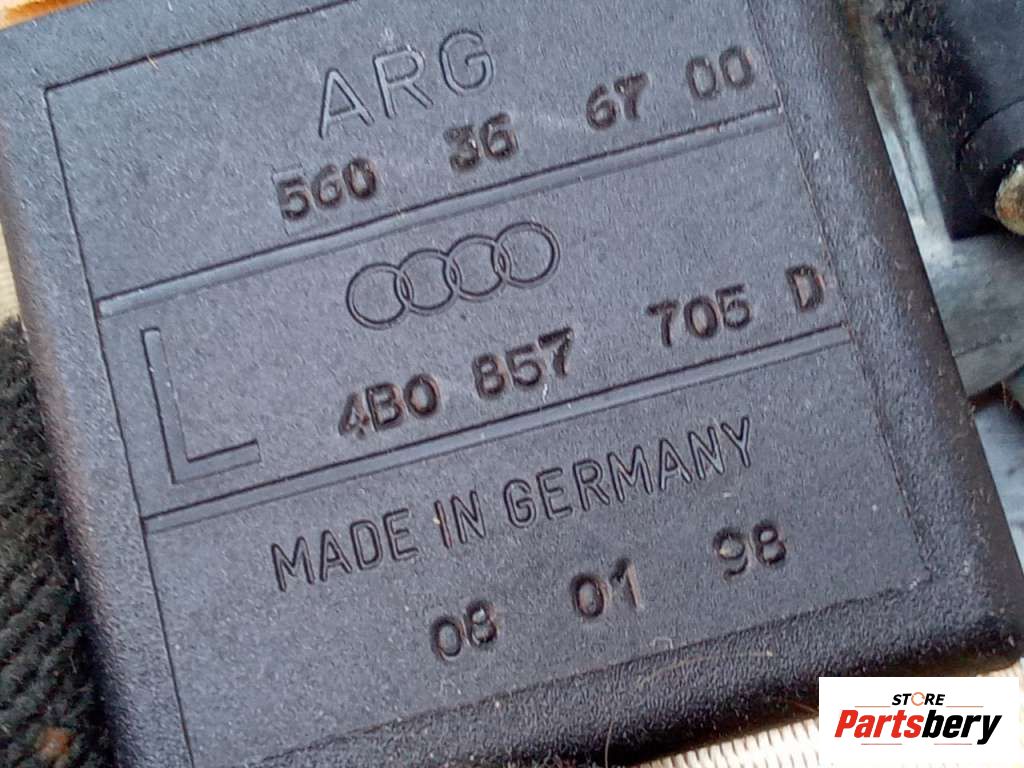 ARG
560 36 67 00
L
4B0 857 705 D
MADE IN GERMANY
08 01 98
STORE
Partsbery